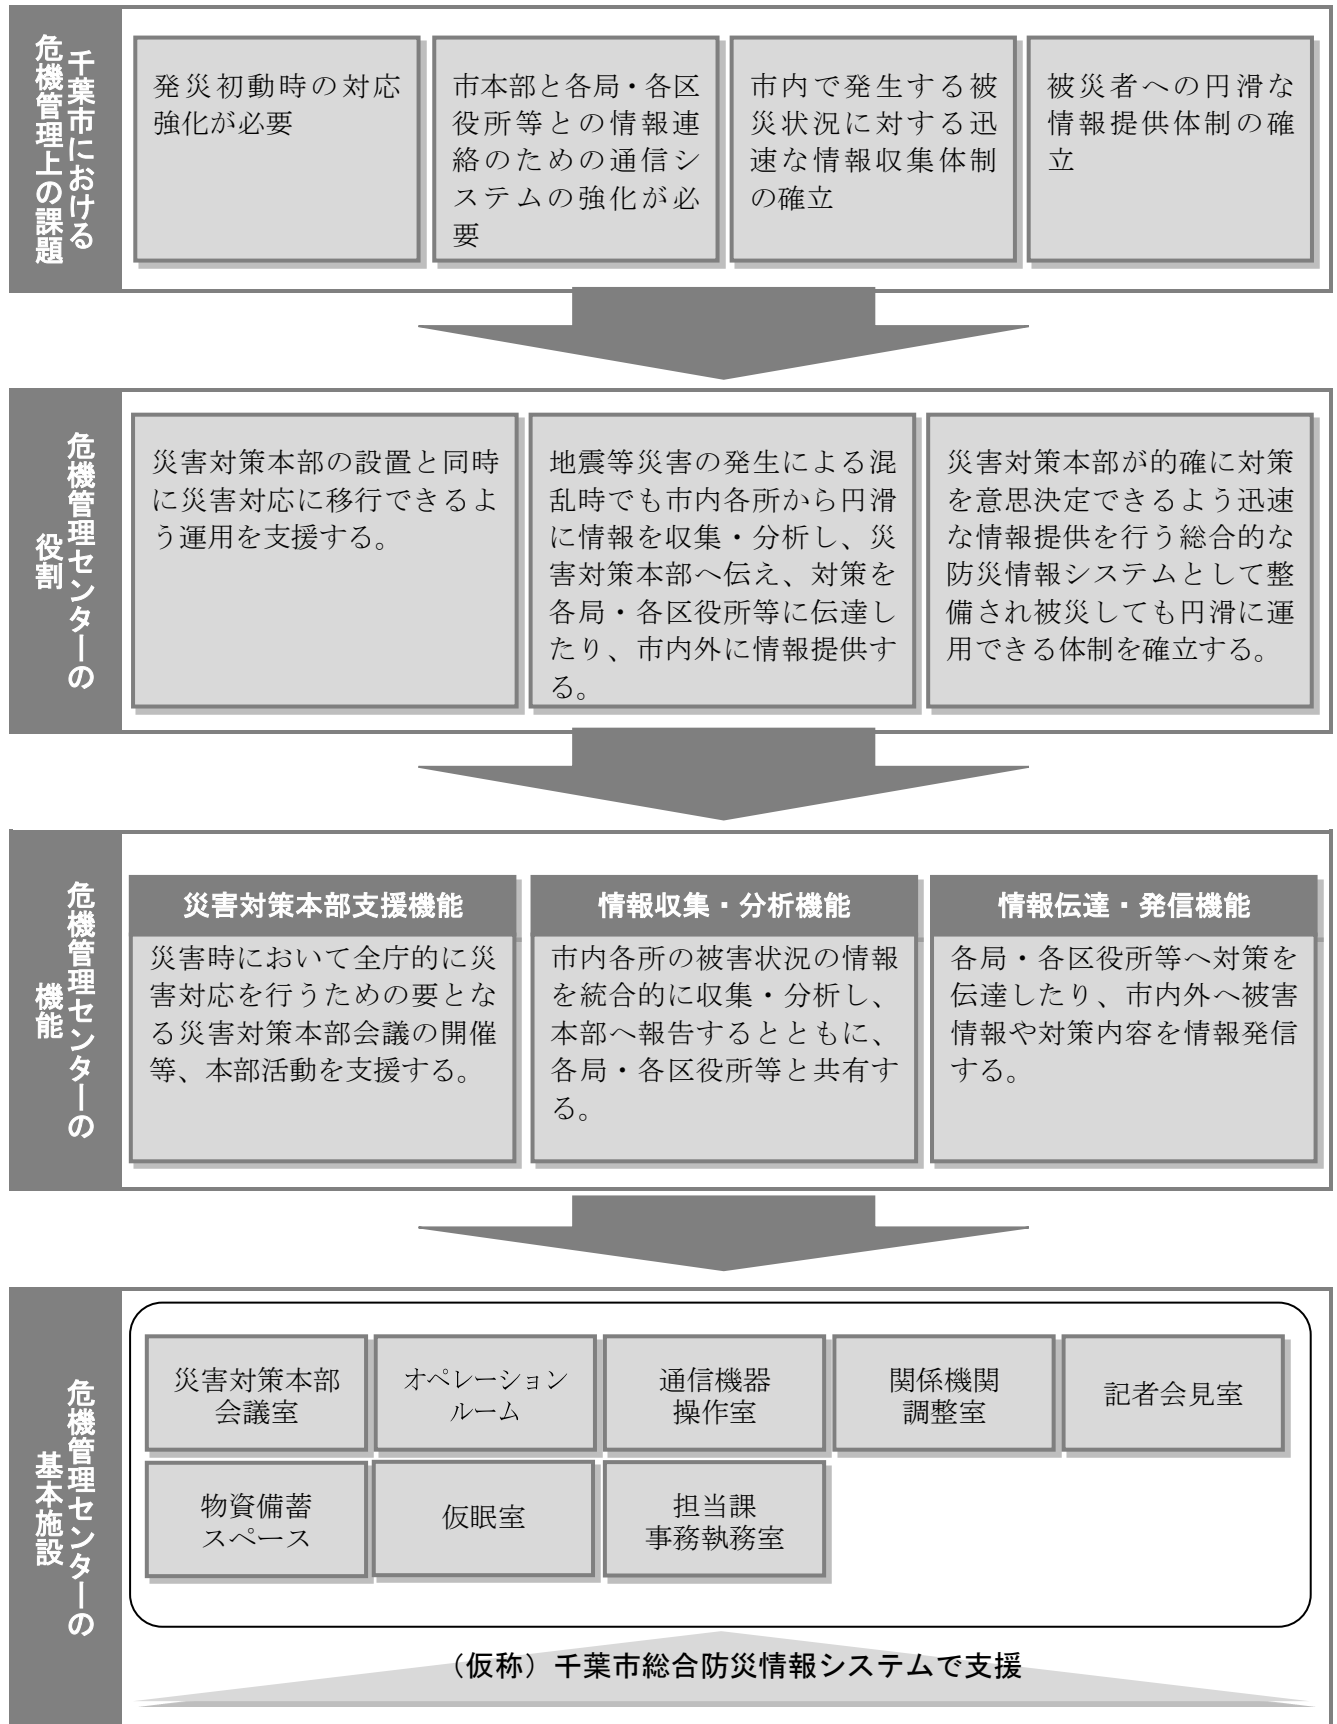 千葉市における
危機管理上の課題
発災初動時の対応
強化が必要
市本部と各局・各区
役所等との情報連
絡のための通信シ
ステムの強化が必
要
市内で発生する被
災状況に対する迅
速な情報収集体制
の確立
被災者への円滑な
情報提供体制の確
立
危機管理センターの
役割
災害対策本部の設置と同時
に災害対応に移行できるよ
う運用を支援する。
地震等災害の発生による混
乱時でも市内各所から円滑
に情報を収集・分析し、災
害対策本部へ伝え、対策を
各局・各区役所等に伝達し
たり、市内外に情報提供す
る。
災害対策本部が的確に対策
を意思決定できるよう迅速
な情報提供を行う総合的な
防災情報システムとして整
備され被災しても円滑に運
用できる体制を確立する。
危機管理センターの
機能
災害対策本部支援機能
災害時において全庁的に災
害対応を行うための要とな
る災害対策本部会議の開催
等、本部活動を支援する。
情報収集・分析機能
市内各所の被害状況の情報
を統合的に収集・分析し、
本部へ報告するとともに、
各局・各区役所等と共有す
る。
情報伝達・発信機能
各局・各区役所等へ対策を
伝達したり、市内外へ被害
情報や対策内容を情報発信
する。
危機管理センターの
基本施設
災害対策本部
会議室
オペレーション
ルーム
通信機器
操作室
関係機関
調整室
記者会見室
物資備蓄
スペース
仮眠室
担当課
事務執務室
（仮称）千葉市総合防災情報システムで支援